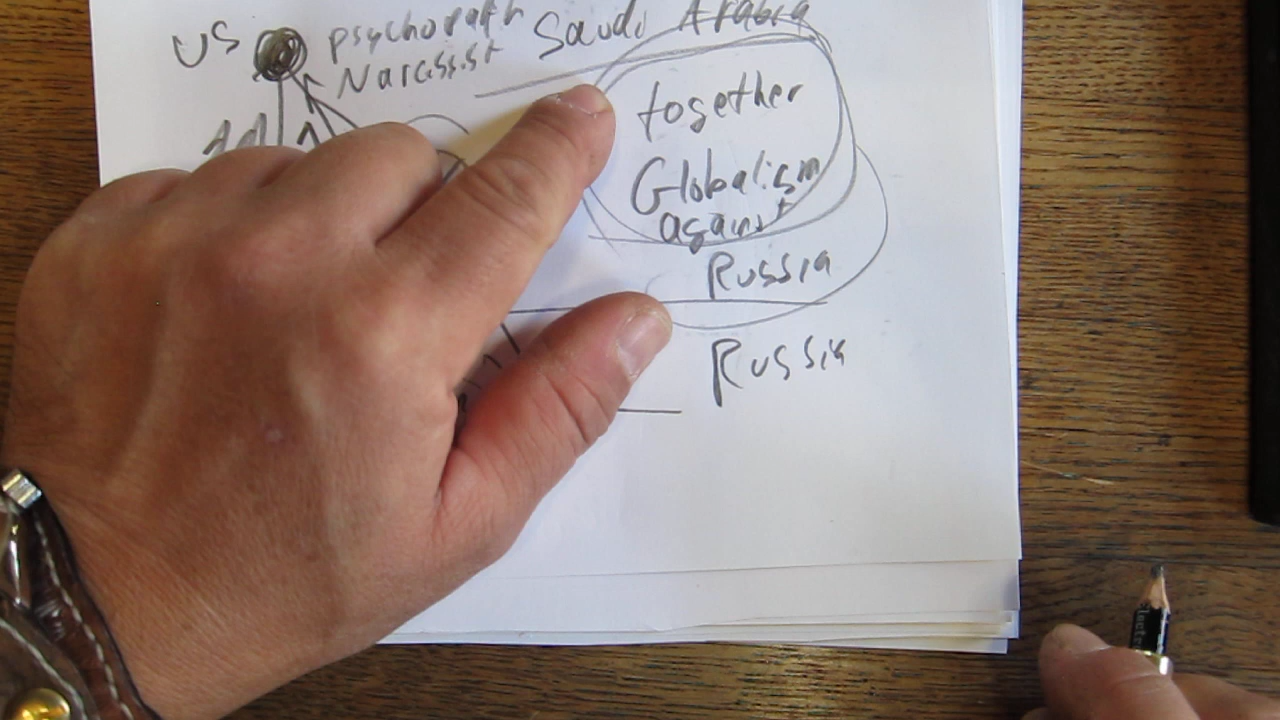 US psychopath Saudi Arabia
Narcissist
together
Globalism
against
Russia
Russia